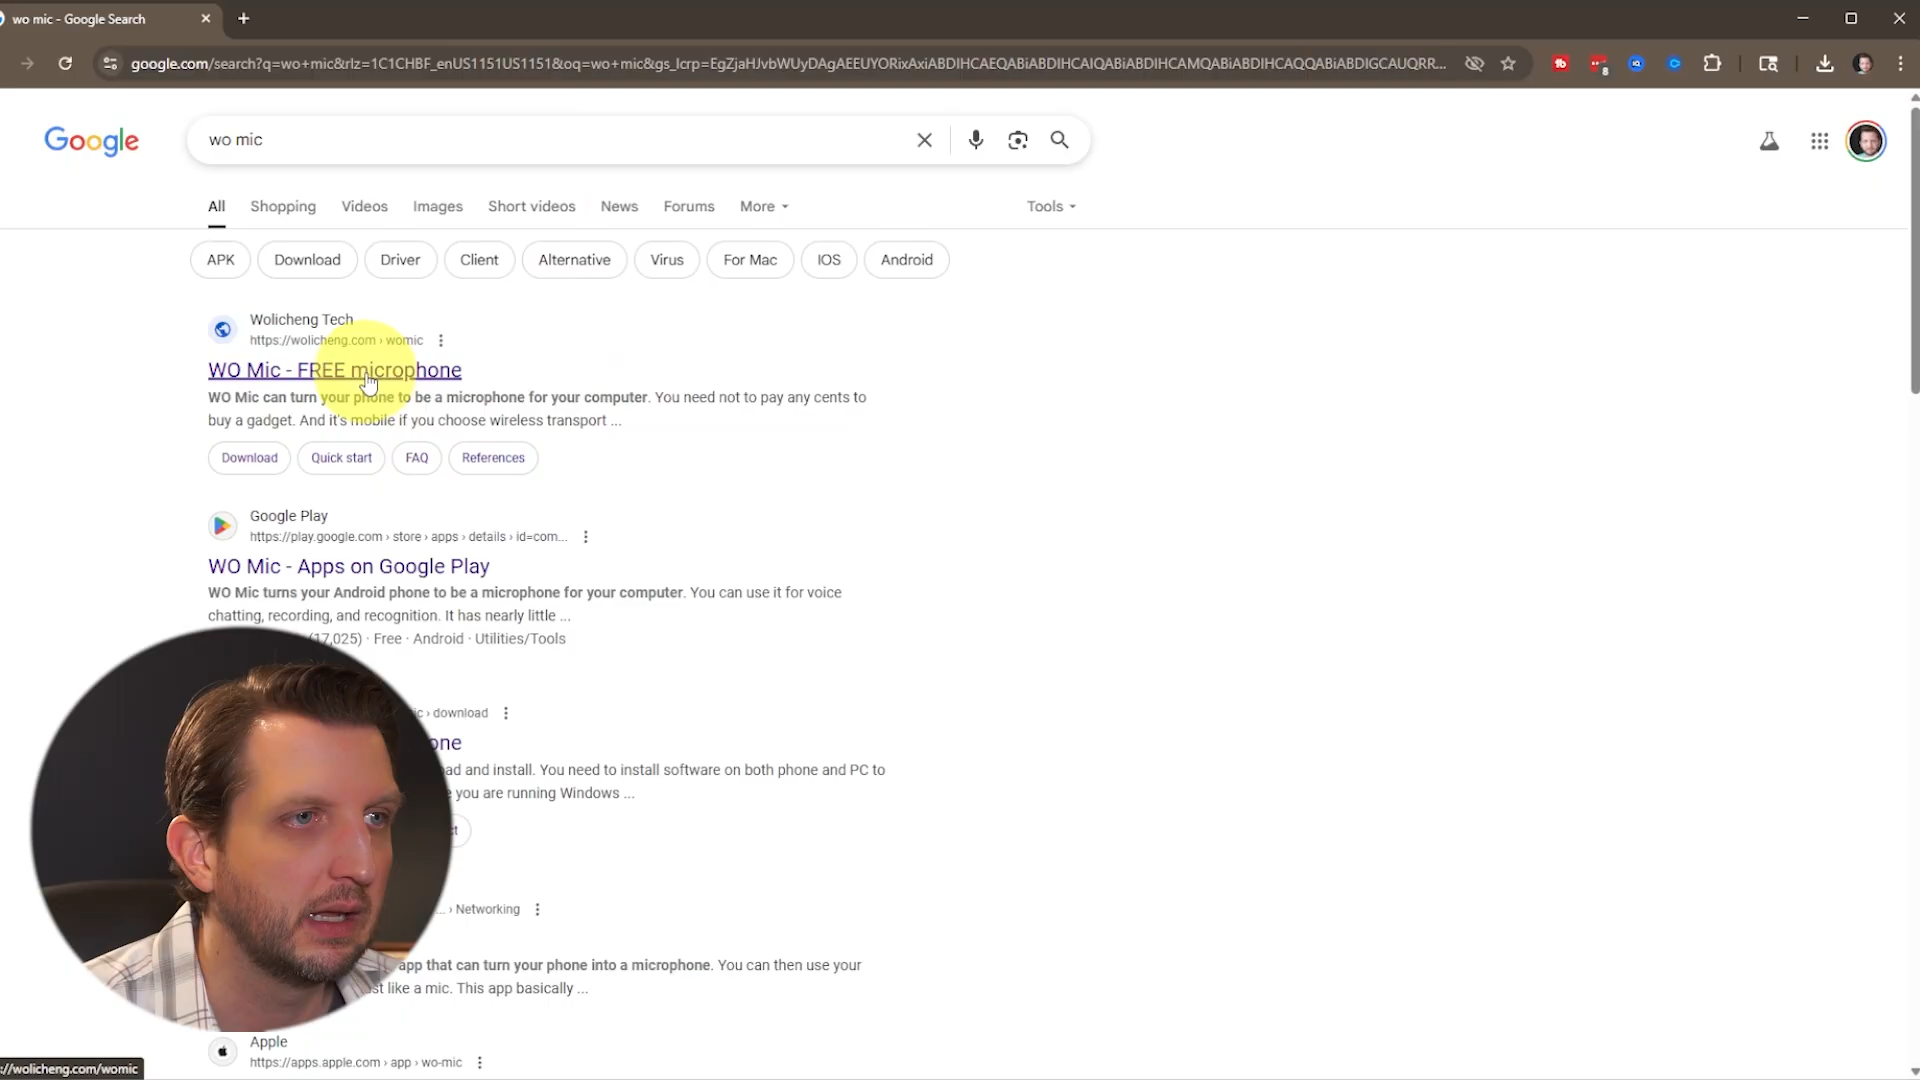 wo mic - Google Search
google.com/search?q=wo+mic&rlz=1C1CHBF_enUS1151US1151&oq=wo+mic&gs_lcrp=EgZjaHJvbWUyDAgAEEUYORixAxiABDIHCAEQABiABDIHCAIQABiABDIHCAMQABiABDIHCAQQABiABDIGCAUQRR...
8
Google
wo mic
All
Shopping
Videos
Images
Short videos
News
Forums
More
Tools
APK
Download
Driver
Client
Alternative
Virus
For Mac
IOS
Android
Wolicheng Tech
https://wolicheng.com › womic
WO Mic - FREE microphone
WO Mic can turn your phone to be a microphone for your computer. You need not to pay any cents to
buy a gadget. And it's mobile if you choose wireless transport ...
Download
Quick start
FAQ
References
Google Play
https://play.google.com › store › apps › details › id=com...
WO Mic - Apps on Google Play
WO Mic turns your Android phone to be a microphone for your computer. You can use it for voice
chatting, recording, and recognition. It has nearly little ...
(17,025) · Free · Android · Utilities/Tools
› download
and install. You need to install software on both phone and PC to
you are running Windows ...
... › Networking
app that can turn your phone into a microphone. You can then use your
like a mic. This app basically ...
Apple
https://apps.apple.com › app › wo-mic
://wolicheng.com/womic